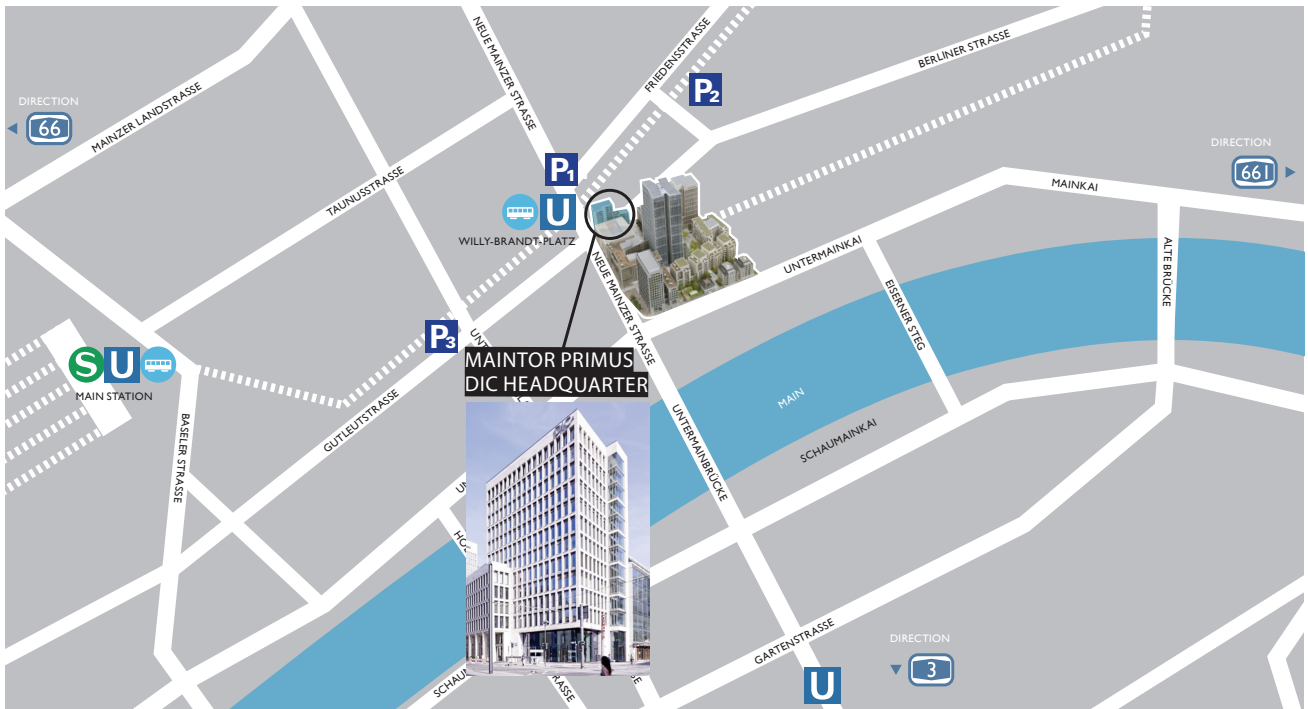 NEUE MAINZER STRASSE
FRIEDENSSTRASSE
BERLINER STRASSE
MAINZER LANDSTRASSE
DIRECTION
66
P2
DIRECTION
661
P1
TAUNUSSTRASSE
MAINKAI
U
WILLY-BRANDT-PLATZ
UNTERMAINKAI
ALTE BRÜCKE
NEUE MAINZER STRASSE
EISERNER STEG
P3
S U
MAIN STATION
MAINTOR PRIMUS
DIC HEADQUARTER
MAIN
GUTLEUTSTRASSE
BASELER STRASSE
SCHAUMAINKAI
UNTERMAINBRÜCKE
GARTENSTRASSE
DIRECTION
3
U